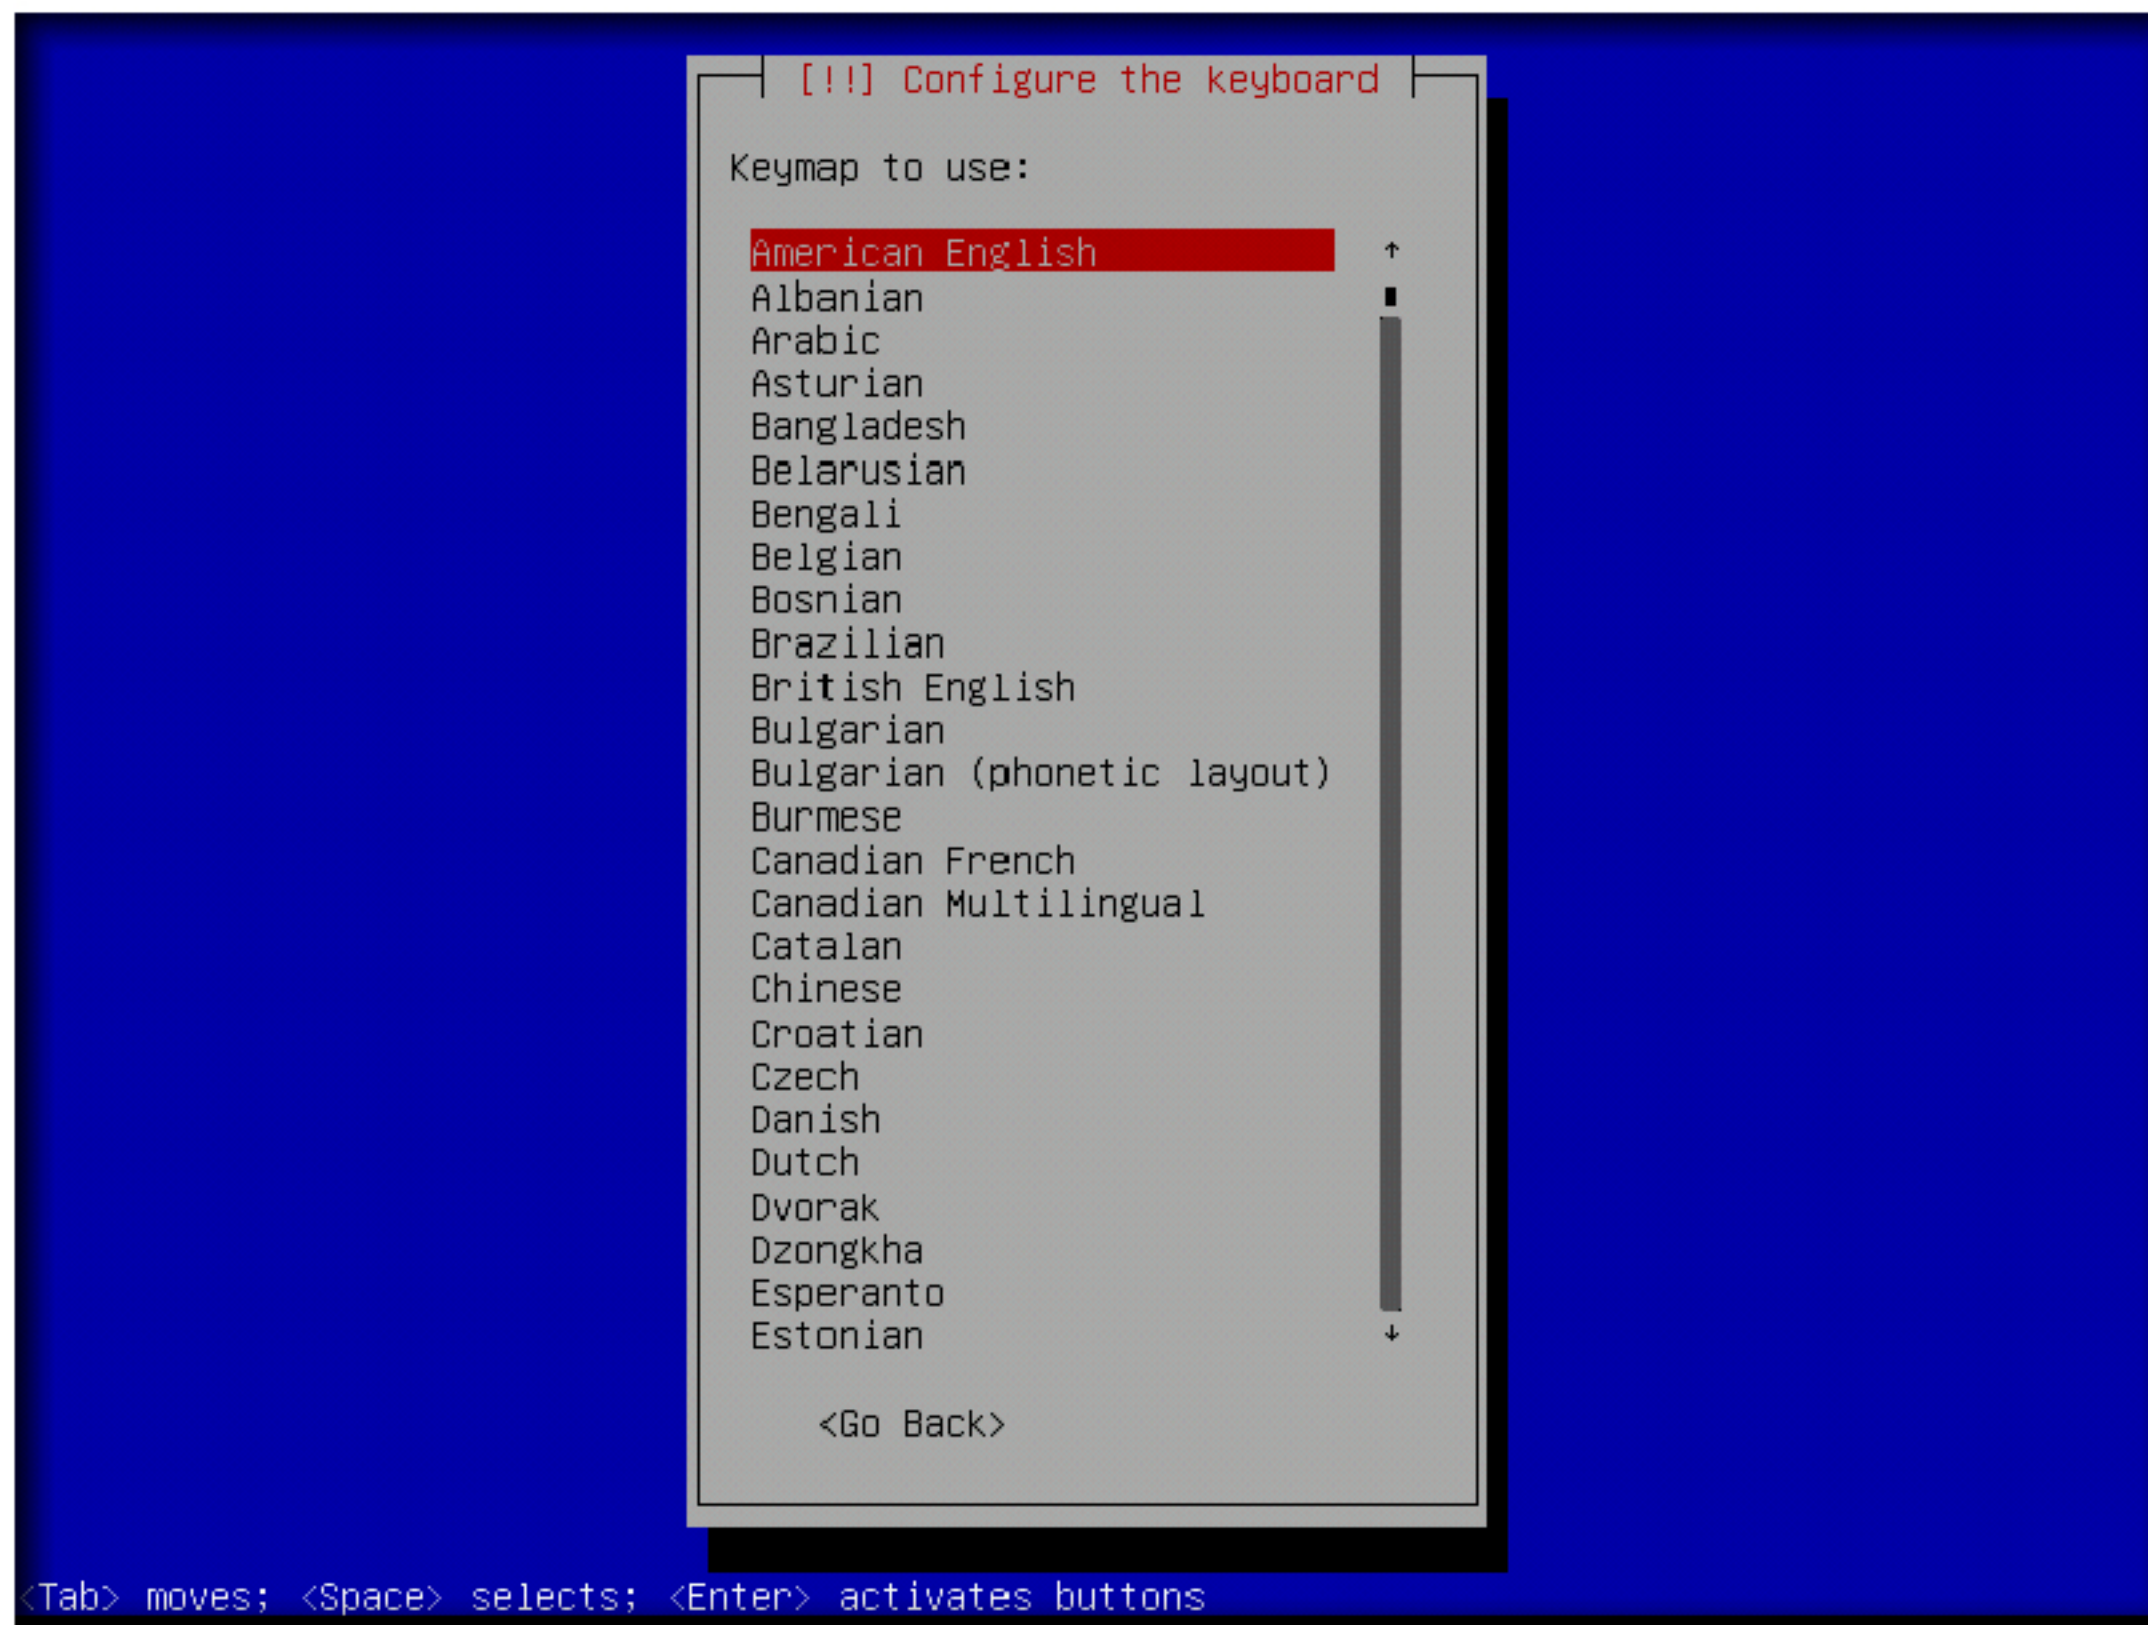 [!!] Configure the keyboard
Keymap to use:
American English
Albanian
Arabic
Asturian
Bangladesh
Belarusian
Bengali
Belgian
Bosnian
Brazilian
British English
Bulgarian
Bulgarian (phonetic layout)
Burmese
Canadian French
Canadian Multilingual
Catalan
Chinese
Croatian
Czech
Danish
Dutch
Dvorak
Dzongkha
Esperanto
Estonian
<Go Back>
<Tab> moves; <Space> selects; <Enter> activates buttons